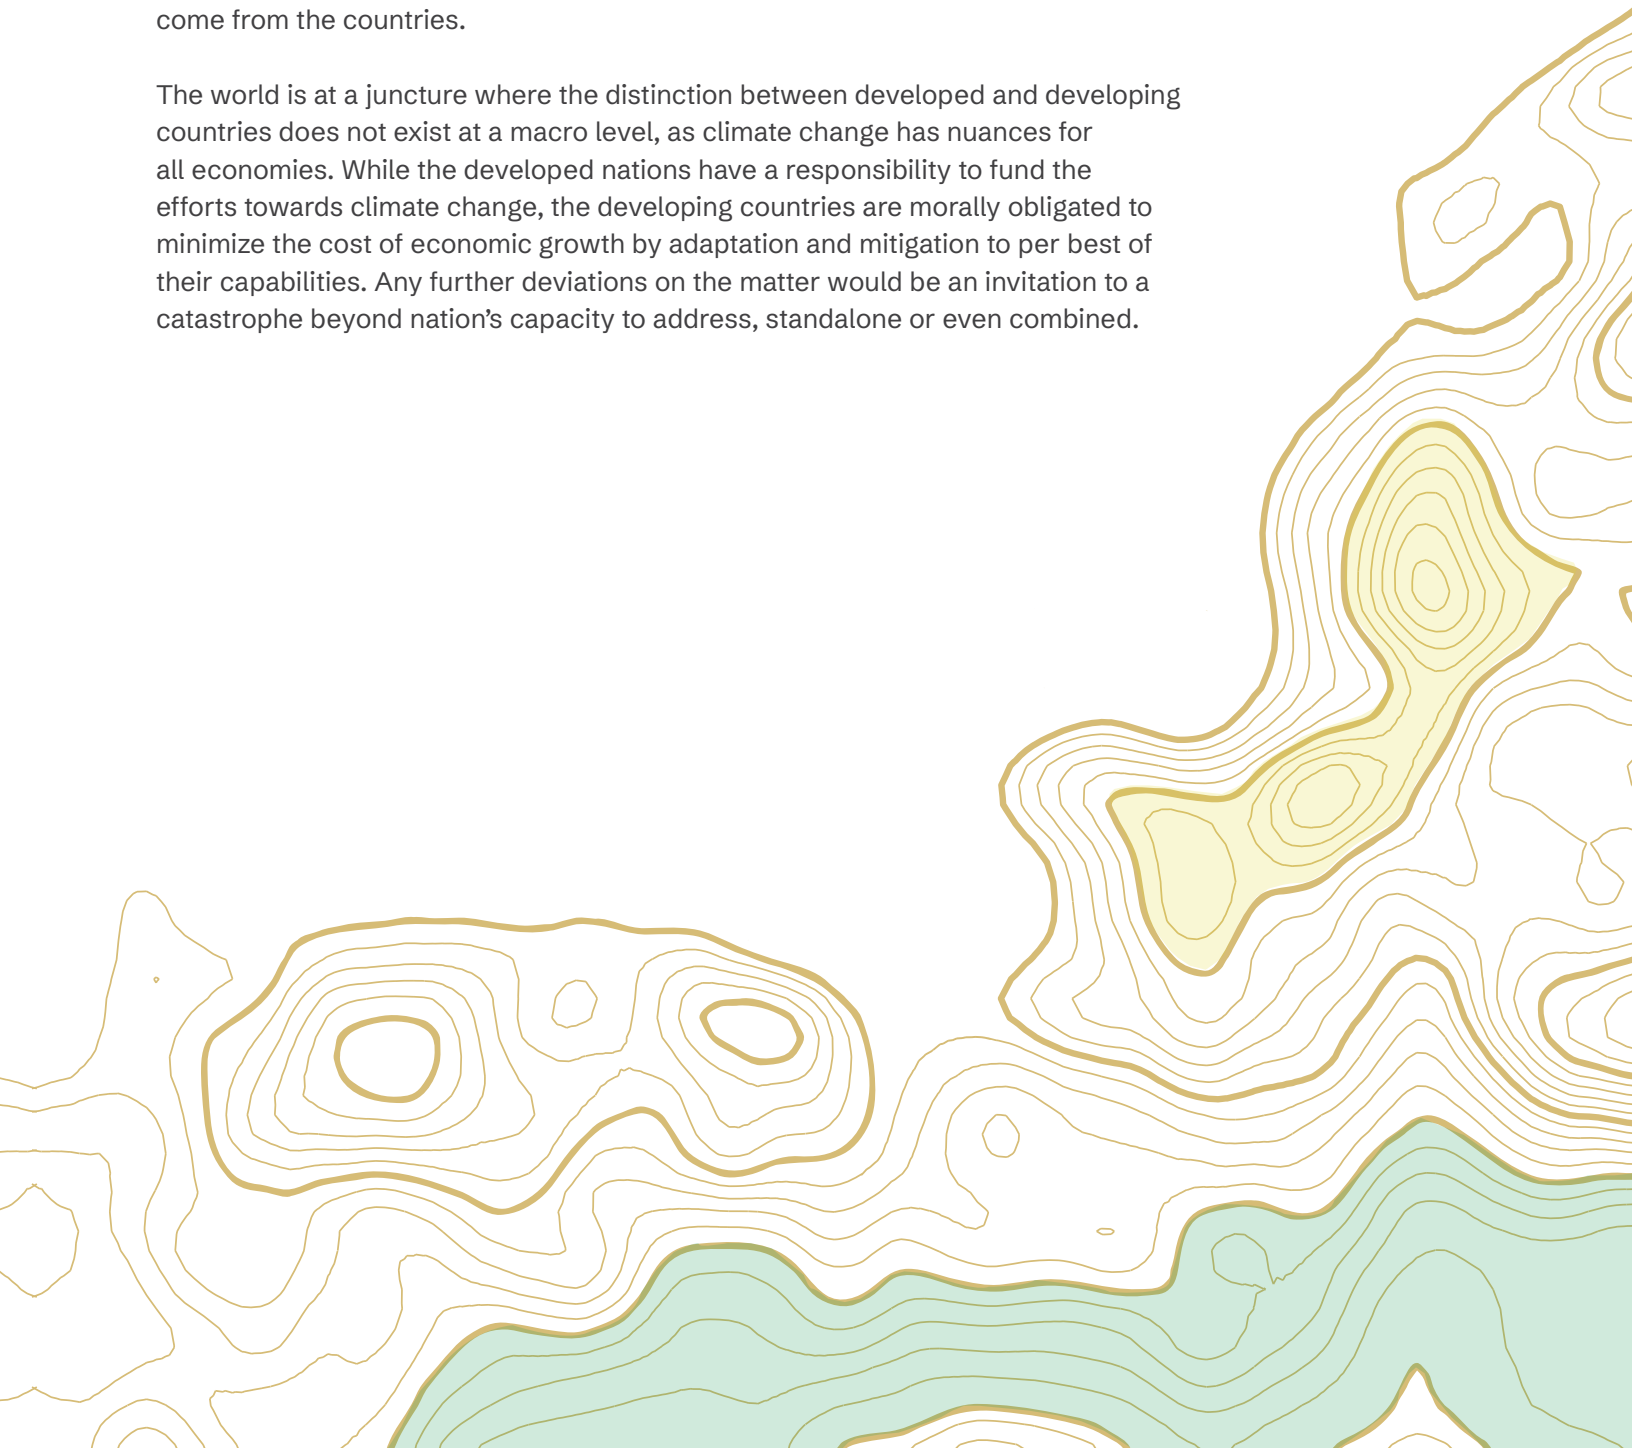 come from the countries.
The world is at a juncture where the distinction between developed and developing
countries does not exist at a macro level, as climate change has nuances for
all economies. While the developed nations have a responsibility to fund the
efforts towards climate change, the developing countries are morally obligated to
minimize the cost of economic growth by adaptation and mitigation to per best of
their capabilities. Any further deviations on the matter would be an invitation to a
catastrophe beyond nation’s capacity to address, standalone or even combined.